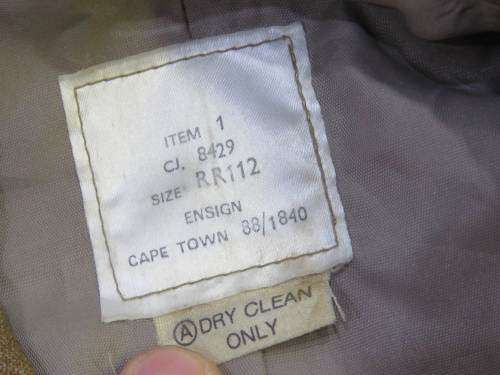 ITEM 1
CJ. 8429
SIZE RR112
ENSIGN
CAPE TOWN 88/1840
Ⓐ DRY CLEAN
ONLY